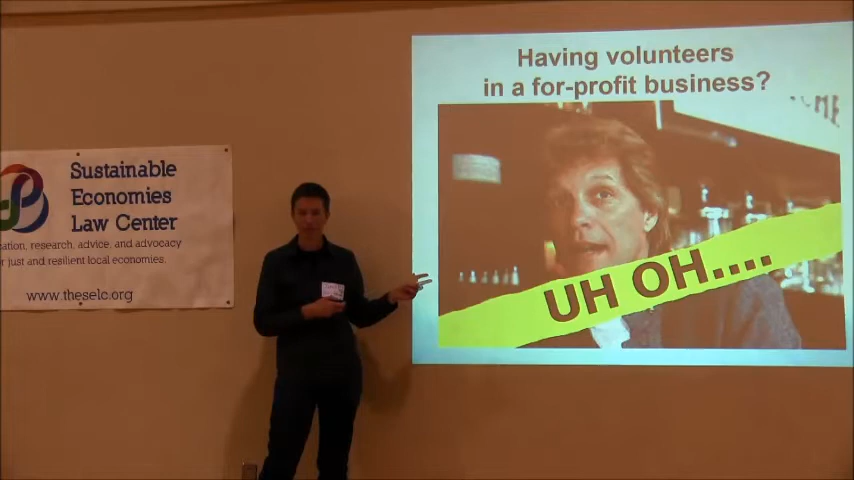 Having volunteers
in a for-profit business?
Sustainable
Economies
Law Center
ation, research, advice, and advocacy
or just and resilient local economies.
www.theselc.org
UH OH....